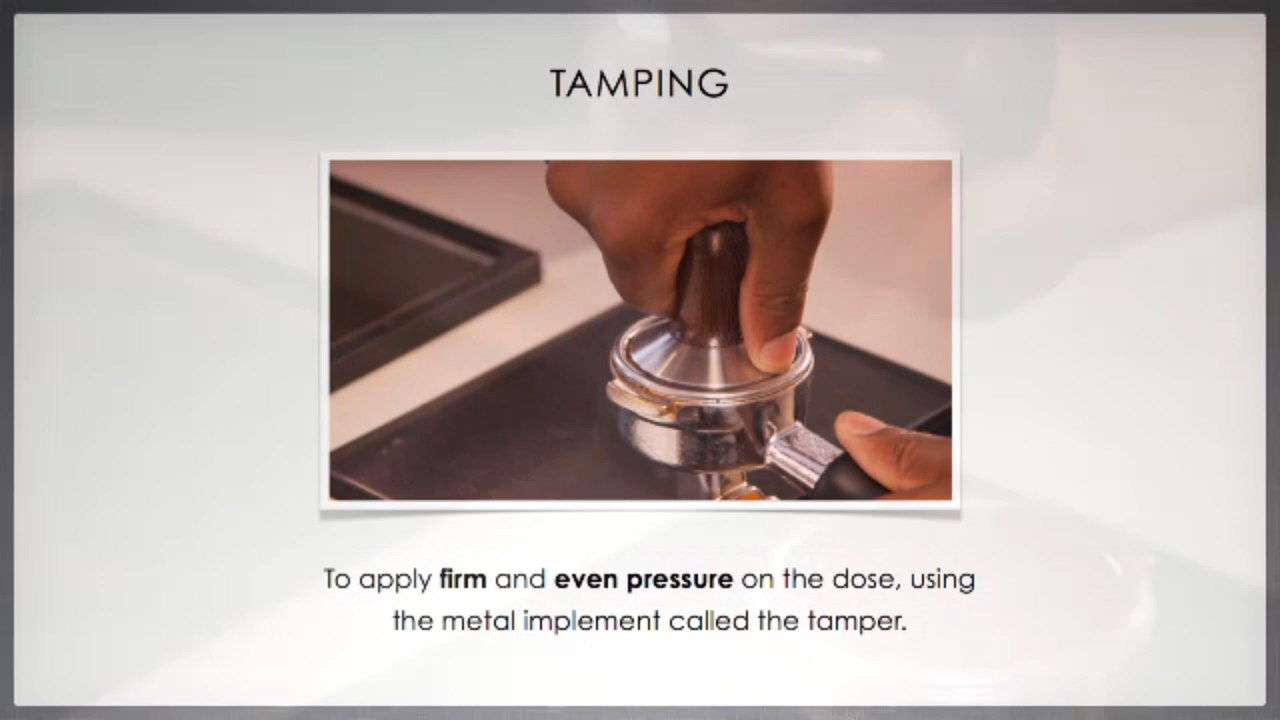 TAMPING
To apply firm and even pressure on the dose, using
the metal implement called the tamper.